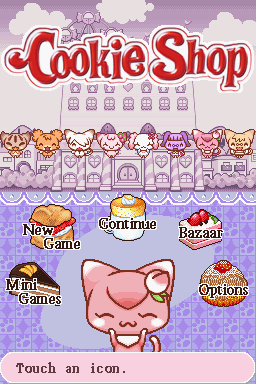 Cookie Shop
New
Game
Continue
Bazaar
Mini
Games
Options
Touch an icon.